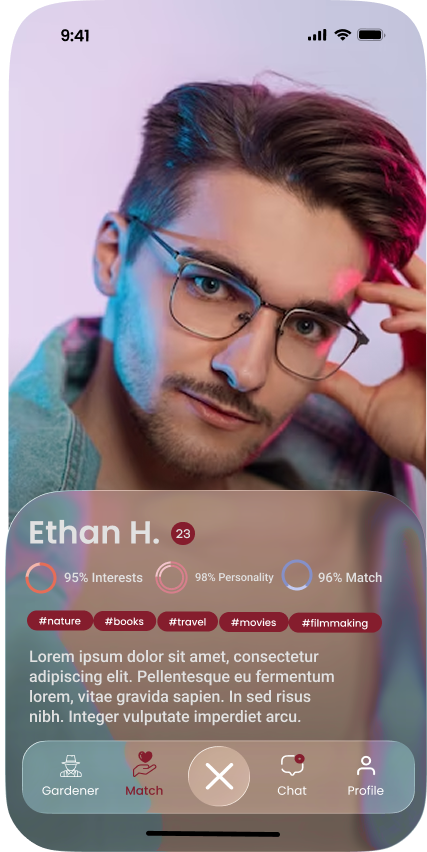 9:41
Ethan H. 23
95% Interests 98% Personality 96% Match
#nature #books #travel #movies #filmmaking
Lorem ipsum dolor sit amet, consectetur
adipiscing elit. Pellentesque eu fermentum
lorem, vitae gravida sapien. In sed risus
nibh. Integer vulputate imperdiet arcu.
Gardener Match Chat Profile